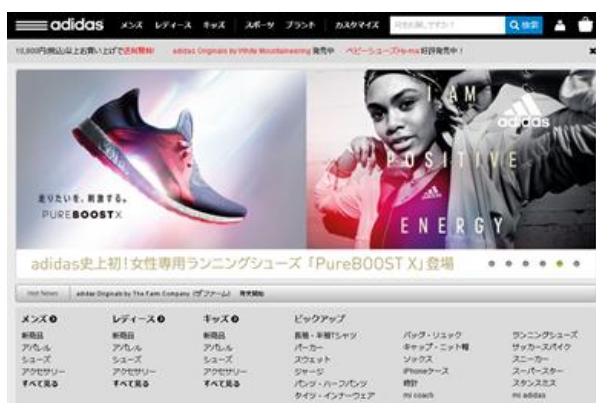 adidas メンズ レディース キッズ スポーツ ブランド カスタマイズ 何をお探しですか? 検索
10,800円(税込)以上お買い上げで送料無料! adidas Originals by White Mountaineering 発売中 ベビーシューズHy-ma 好評発売中!
走りたいを、刺激する。
PUREBOOSTX
I AM
adidas
POSITIVE
ENERGY
adidas史上初!女性専用ランニングシューズ「PureBOOST X」登場
Hot News adidas Originals by The Farm Company (ザファーム) 発売開始
メンズ レディース キッズ ピックアップ
新商品 新商品 新商品 長袖・半袖Tシャツ バッグ・リュック ランニングシューズ
アパレル アパレル アパレル パーカー キャップ・ニット帽 サッカースパイク
シューズ シューズ シューズ スウェット ソックス スニーカー
アクセサリー アクセサリー アクセサリー ジャージ iPhoneケース スーパースター
すべて見る すべて見る すべて見る パンツ・ハーフパンツ 時計 スタンスミス
タイツ・インナーウェア mi coach mi adidas